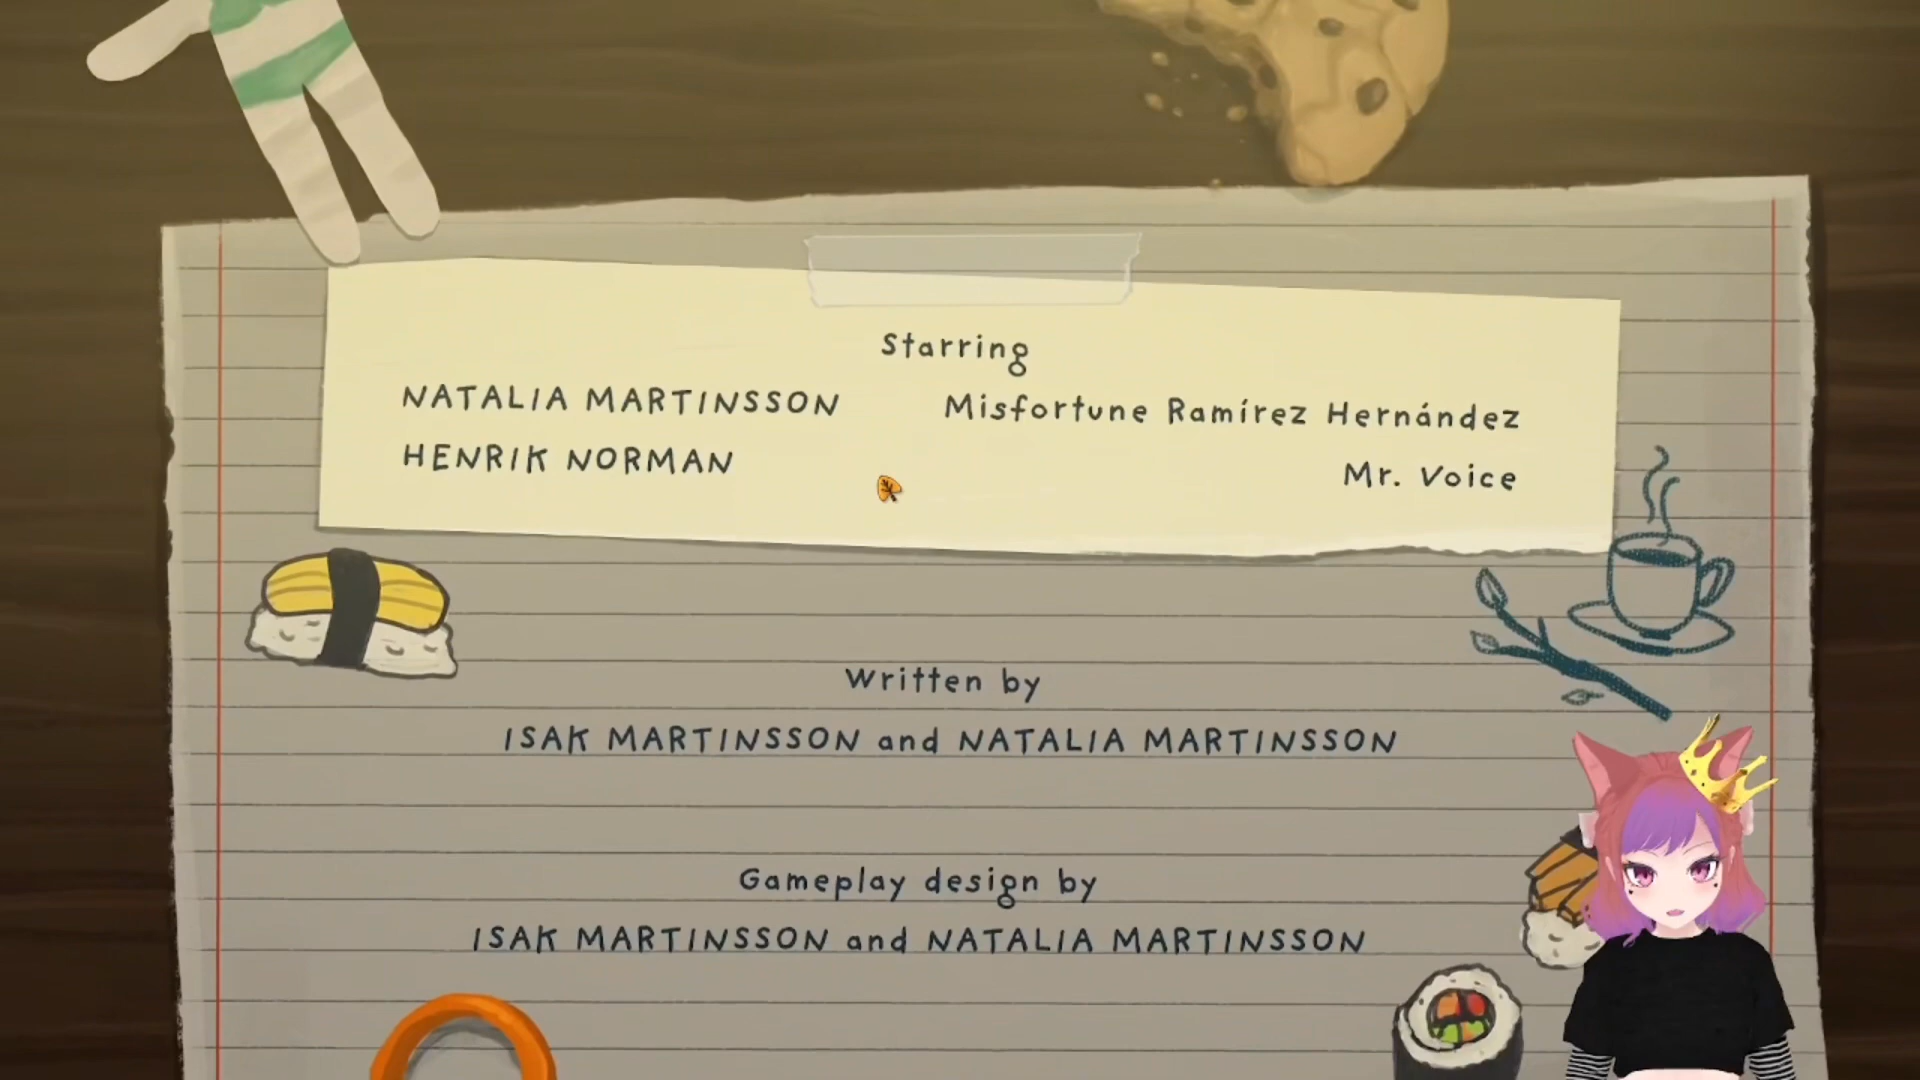 Starring
NATALIA MARTINSSON Misfortune Ramírez Hernández
HENRIK NORMAN Mr. Voice
Written by
ISAK MARTINSSON and NATALIA MARTINSSON
Gameplay design by
ISAK MARTINSSON and NATALIA MARTINSSON